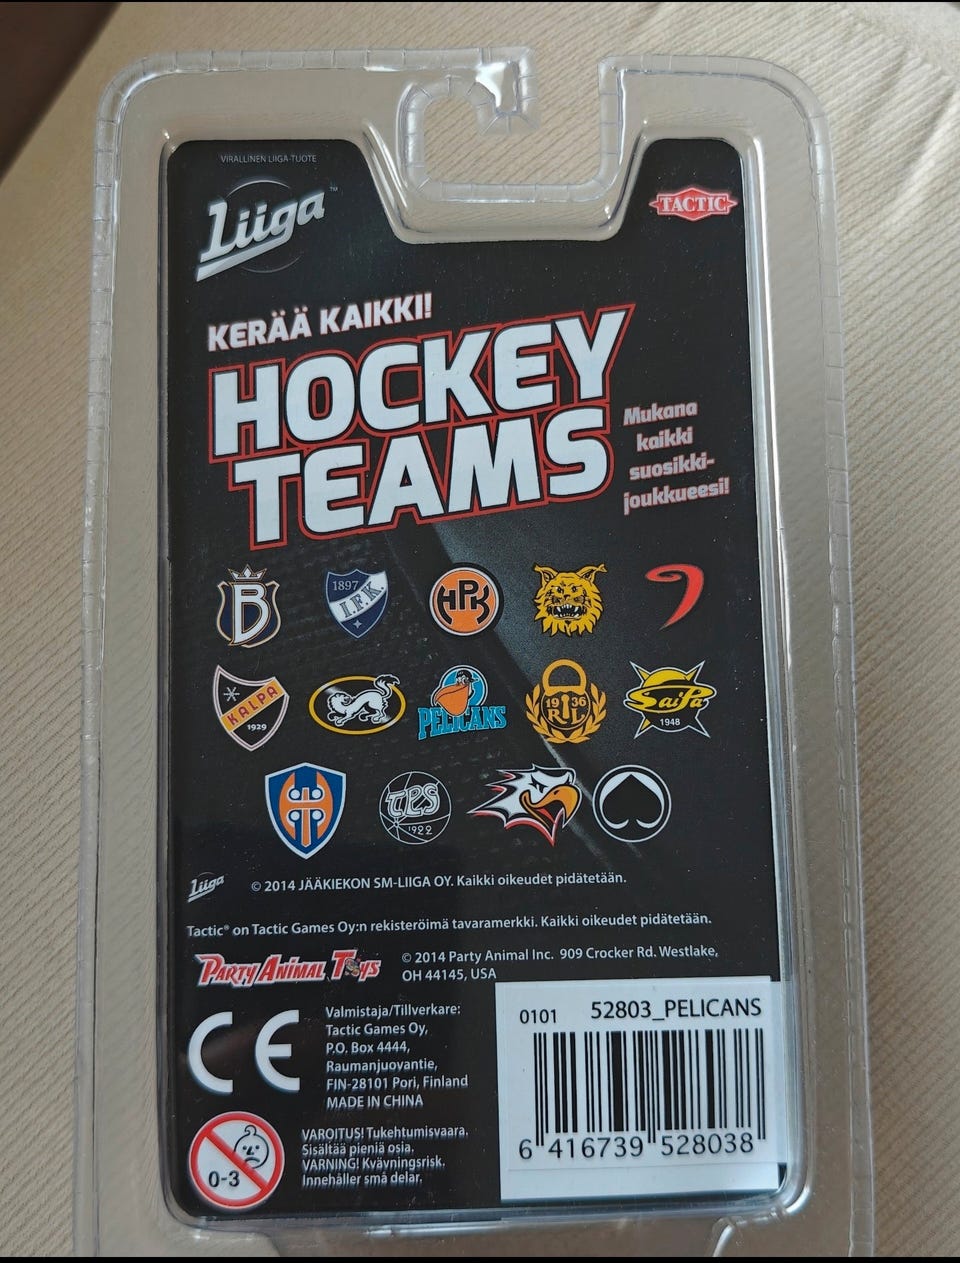 VIRALLINEN LIIGA-TUOTE
Liiga™
TACTIC
KERÄÄ KAIKKI!
HOCKEY
TEAMS
Mukana
kaikki
suosikki-
joukkueesi!
B
1897
I.F.K.
HPK
KALPA
1929
PELICANS
19 36
R L
SaiPa
1948
TPS
1922
Liiga
© 2014 JÄÄKIEKON SM-LIIGA OY. Kaikki oikeudet pidätetään.
Tactic® on Tactic Games Oy:n rekisteröimä tavaramerkki. Kaikki oikeudet pidätetään.
PARTY ANIMAL TOYS
© 2014 Party Animal Inc. 909 Crocker Rd. Westlake,
OH 44145, USA
CE
Valmistaja/Tillverkare:
Tactic Games Oy,
P.O. Box 4444,
Raumanjuovantie,
FIN-28101 Pori, Finland
MADE IN CHINA
0-3
VAROITUS! Tukehtumisvaara.
Sisältää pieniä osia.
VARNING! Kvävningsrisk.
Innehåller små delar.
0101 52803_PELICANS
6 416739 528038